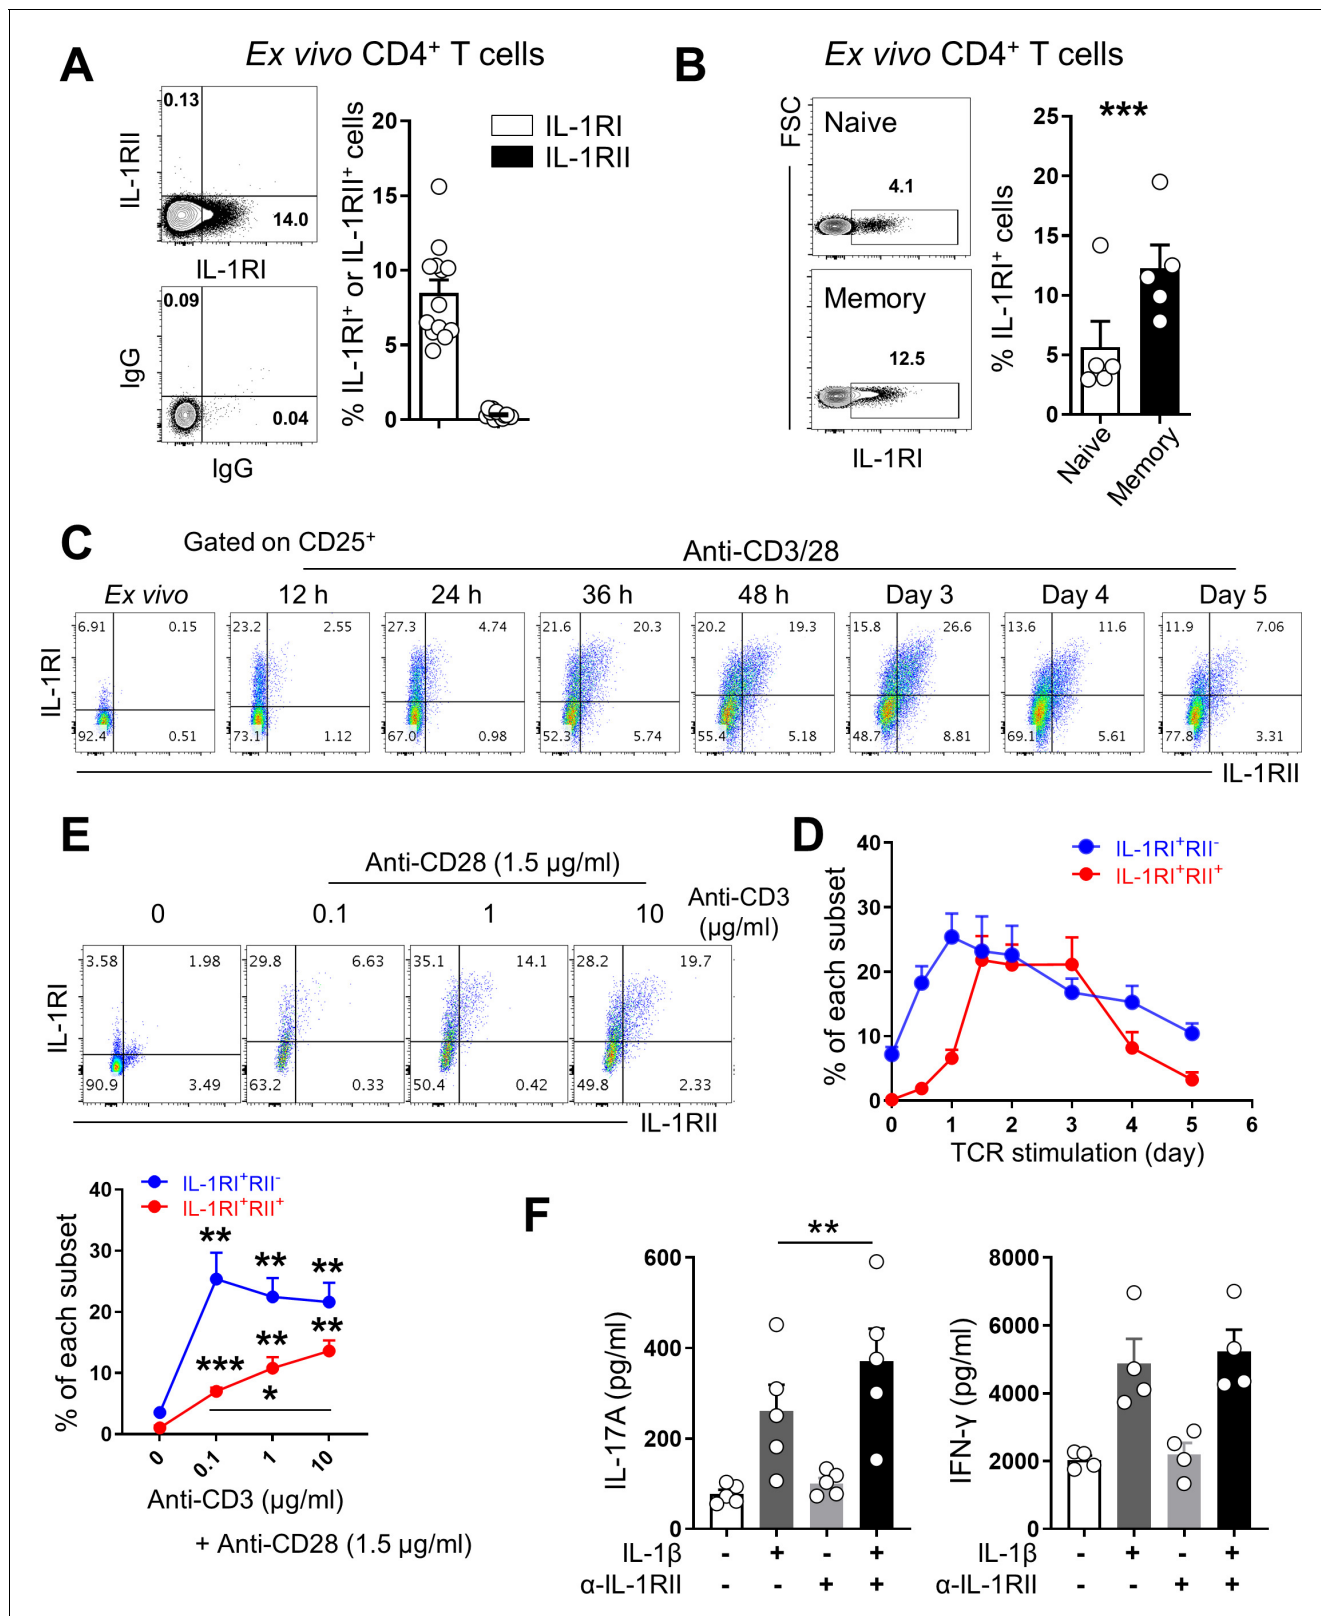 A
Ex vivo CD4+ T cells
0.13
14.0
IL-1RII
IL-1RI
0.09
0.04
IgG
IgG
% IL-1RI+ or IL-1RII+ cells
20
15
10
5
0
IL-1RI
IL-1RII
B
Ex vivo CD4+ T cells
FSC
Naive
4.1
Memory
12.5
IL-1RI
% IL-1RI+ cells
25
20
15
10
5
0
***
Naive
Memory
C
Gated on CD25+
Anti-CD3/28
Ex vivo 12 h 24 h 36 h 48 h Day 3 Day 4 Day 5
IL-1RI
6.91 0.15 23.2 2.55 27.3 4.74 21.6 20.3 20.2 19.3 15.8 26.6 13.6 11.6 11.9 7.06
92.4 0.51 73.1 1.12 67.0 0.98 52.3 5.74 55.4 5.18 48.7 8.81 69.1 5.61 77.8 3.31
IL-1RII
E
Anti-CD28 (1.5 µg/ml)
0 0.1 1 10 Anti-CD3
(µg/ml)
IL-1RI
3.58 1.98 29.8 6.63 35.1 14.1 28.2 19.7
90.9 3.49 63.2 0.33 50.4 0.42 49.8 2.33
IL-1RII
% of each subset
40
30
20
10
0
IL-1RI+RII-
IL-1RI+RII+
** ** **
*** ** **
*
0 0.1 1 10
Anti-CD3 (µg/ml)
+ Anti-CD28 (1.5 µg/ml)
D
% of each subset
40
30
20
10
0
IL-1RI+RII-
IL-1RI+RII+
0 1 2 3 4 5 6
TCR stimulation (day)
F
IL-17A (pg/ml)
600
400
200
0
**
IL-1β - + - +
α-IL-1RII - - + +
IFN-γ (pg/ml)
8000
6000
4000
2000
0
IL-1β - + - +
α-IL-1RII - - + +